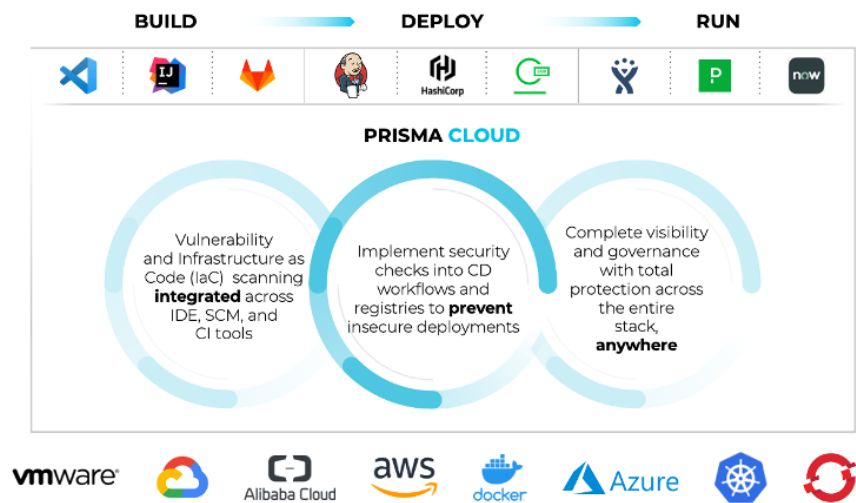 BUILD DEPLOY RUN
IJ HashiCorp P now
PRISMA CLOUD
Vulnerability
and Infrastructure as
Code (IaC) scanning
integrated across
IDE, SCM, and
CI tools
Implement security
checks into CD
workflows and
registries to prevent
insecure deployments
Complete visibility
and governance
with total
protection across
the entire
stack,
anywhere
vmware® Alibaba Cloud aws docker Azure